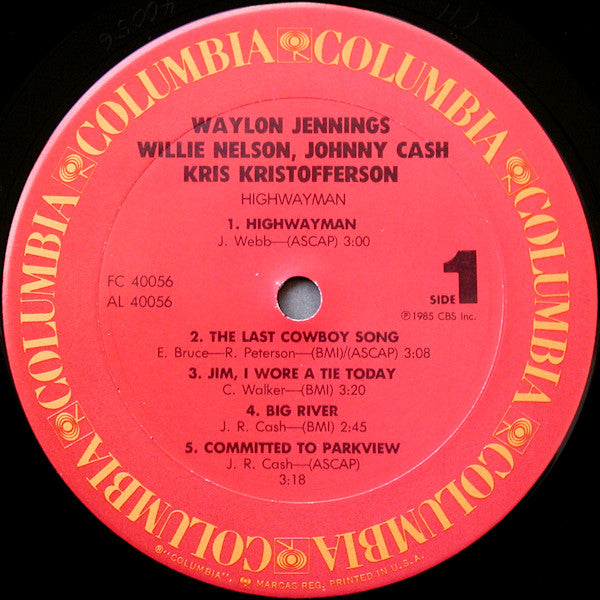 COLUMBIA COLUMBIA COLUMBIA COLUMBIA COLUMBIA COLUMBIA
WAYLON JENNINGS
WILLIE NELSON, JOHNNY CASH
KRIS KRISTOFFERSON
HIGHWAYMAN
1. HIGHWAYMAN
J. Webb—(ASCAP) 3:00
FC 40056
AL 40056
SIDE 1
℗1985 CBS Inc.
2. THE LAST COWBOY SONG
E. Bruce—R. Peterson—(BMI)/(ASCAP) 3:08
3. JIM, I WORE A TIE TODAY
C. Walker—(BMI) 3:20
4. BIG RIVER
J. R. Cash—(BMI) 2:45
5. COMMITTED TO PARKVIEW
J. R. Cash—(ASCAP)
3:18
®"COLUMBIA", MARCAS REG. PRINTED IN U.S.A.